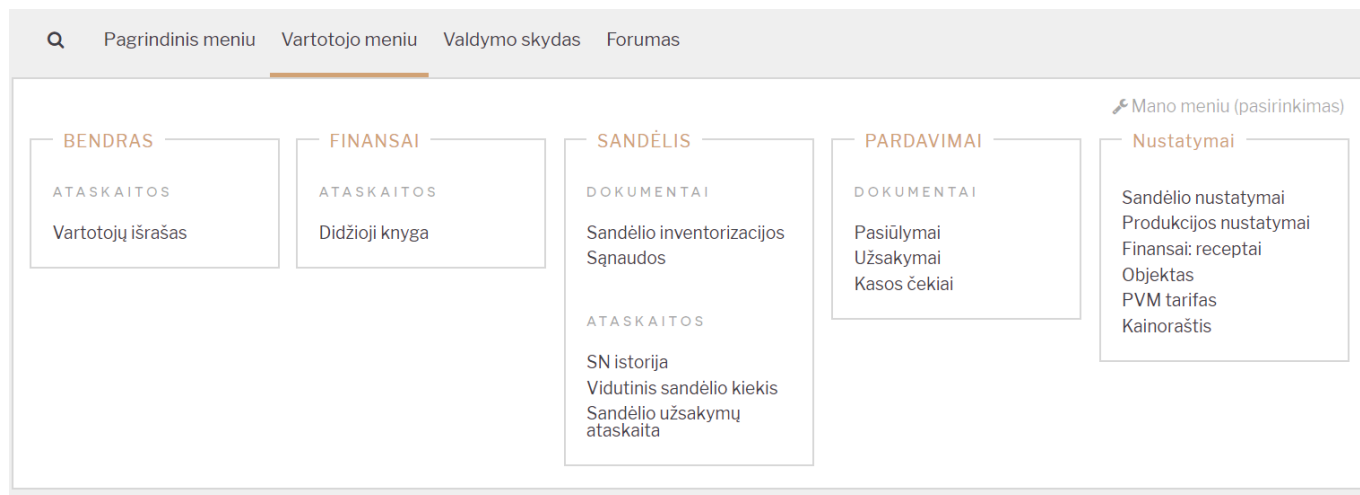 Pagrindinis meniu Vartotojo meniu Valdymo skydas Forumas
Mano meniu (pasirinkimas)
BENDRAS
ATASKAITOS
Vartotojų išrašas
FINANSAI
ATASKAITOS
Didžioji knyga
SANDĖLIS
DOKUMENTAI
Sandėlio inventorizacijos
Sąnaudos
ATASKAITOS
SN istorija
Vidutinis sandėlio kiekis
Sandėlio užsakymų
ataskaita
PARDAVIMAI
DOKUMENTAI
Pasiūlymai
Užsakymai
Kasos čekiai
Nustatymai
Sandėlio nustatymai
Produkcijos nustatymai
Finansai: receptai
Objektas
PVM tarifas
Kainoraštis